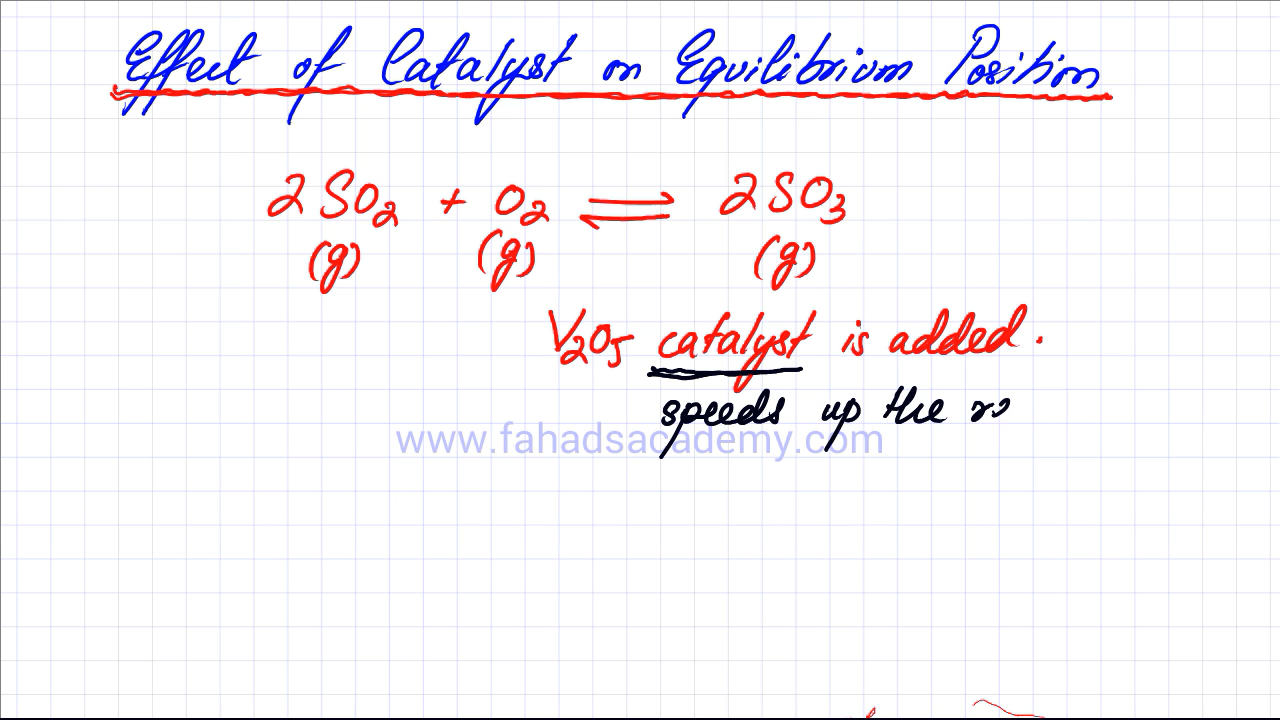 Effect of Catalyst on Equilibrium Position
2SO₂ + O₂ ⇌ 2SO₃
(g) (g) (g)
V₂O₅ catalyst is added.
speeds up the
www.fahadsacademy.com